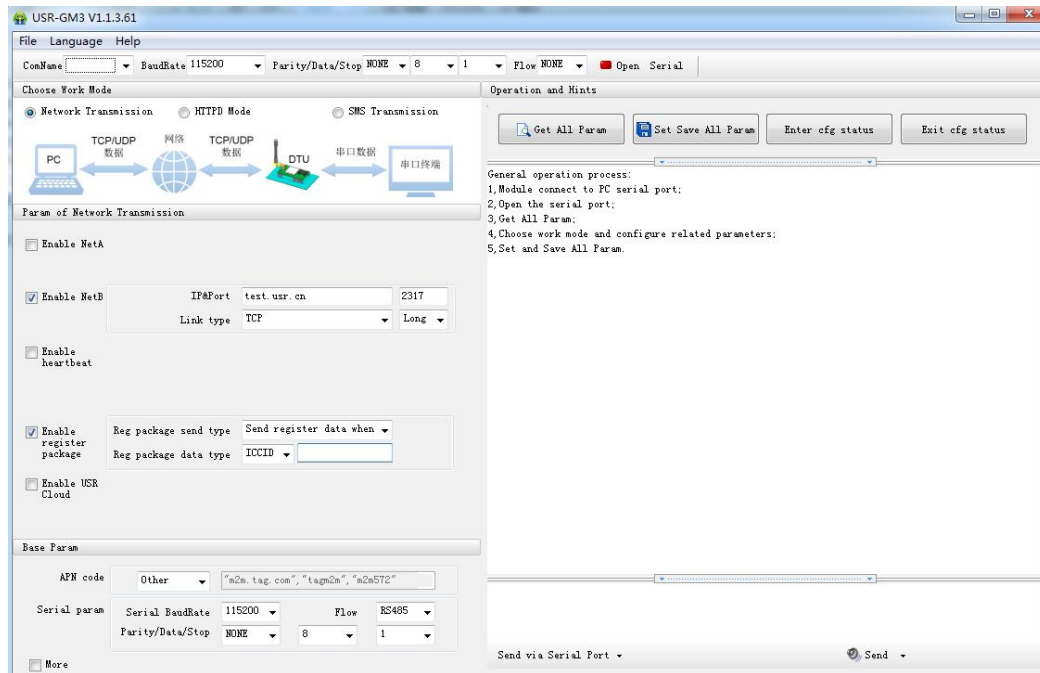 USR-GM3 V1.1.3.61
File Language Help
ComName BaudRate 115200 Parity/Data/Stop NONE 8 1 Flow NONE Open Serial
Choose Work Mode
Network Transmission HTTPD Mode SMS Transmission
PC TCP/UDP 数据 网络 TCP/UDP 数据 DTU 串口数据 串口终端
Param of Network Transmission
Enable NetA
Enable NetB IP&Port test.usr.cn 2317
Link type TCP Long
Enable
heartbeat
Enable
register
package
Reg package send type Send register data when
Reg package data type ICCID
Enable USR
Cloud
Base Param
APN code Other "m2m.tag.com","tagm2m","m2m572"
Serial param Serial BaudRate 115200 Flow RS485
Parity/Data/Stop NONE 8 1
More
Operation and Hints
Get All Param Set Save All Param Enter cfg status Exit cfg status
General operation process:
1,Module connect to PC serial port;
2,Open the serial port;
3,Get All Param;
4,Choose work mode and configure related parameters;
5,Set and Save All Param.
Send via Serial Port Send